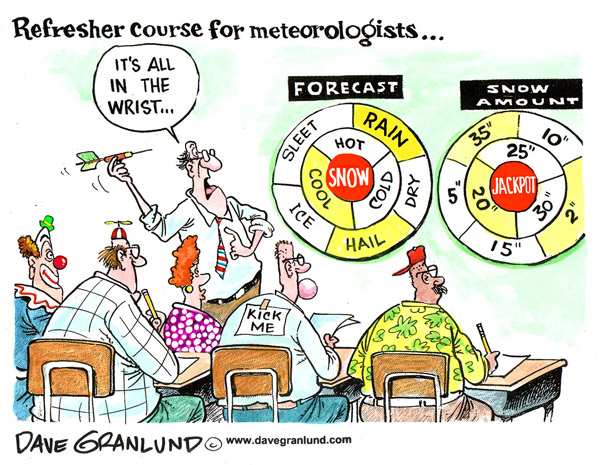 Refresher course for meteorologists...
IT'S ALL
IN THE
WRIST...
FORECAST
SLEET
RAIN
HOT
COOL
SNOW
COLD
DRY
ICE
HAIL
SNOW
AMOUNT
35"
10"
25"
5"
20"
JACKPOT
30"
2"
15"
KICK
ME
DAVE GRANLUND © www.davegranlund.com